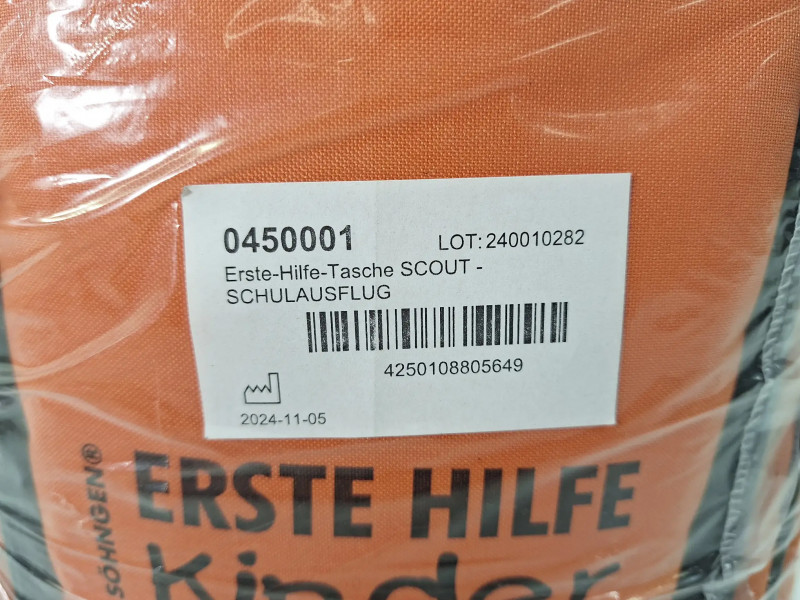 0450001
LOT: 240010282
Erste-Hilfe-Tasche SCOUT -
SCHULAUSFLUG
4250108805649
2024-11-05
SÖHNGEN®
ERSTE HILFE
Kinder